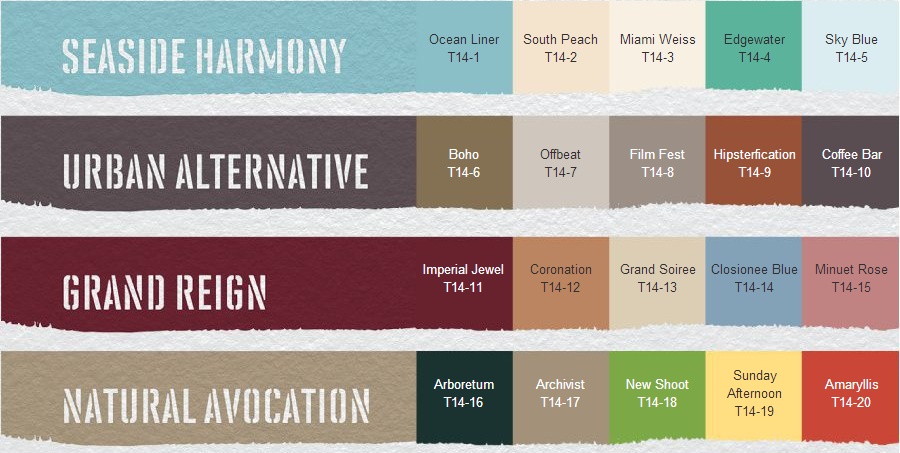 SEASIDE HARMONY
Ocean Liner
T14-1
South Peach
T14-2
Miami Weiss
T14-3
Edgewater
T14-4
Sky Blue
T14-5
URBAN ALTERNATIVE
Boho
T14-6
Offbeat
T14-7
Film Fest
T14-8
Hipsterfication
T14-9
Coffee Bar
T14-10
GRAND REIGN
Imperial Jewel
T14-11
Coronation
T14-12
Grand Soiree
T14-13
Closionee Blue
T14-14
Minuet Rose
T14-15
NATURAL AVOCATION
Arboretum
T14-16
Archivist
T14-17
New Shoot
T14-18
Sunday
Afternoon
T14-19
Amaryllis
T14-20